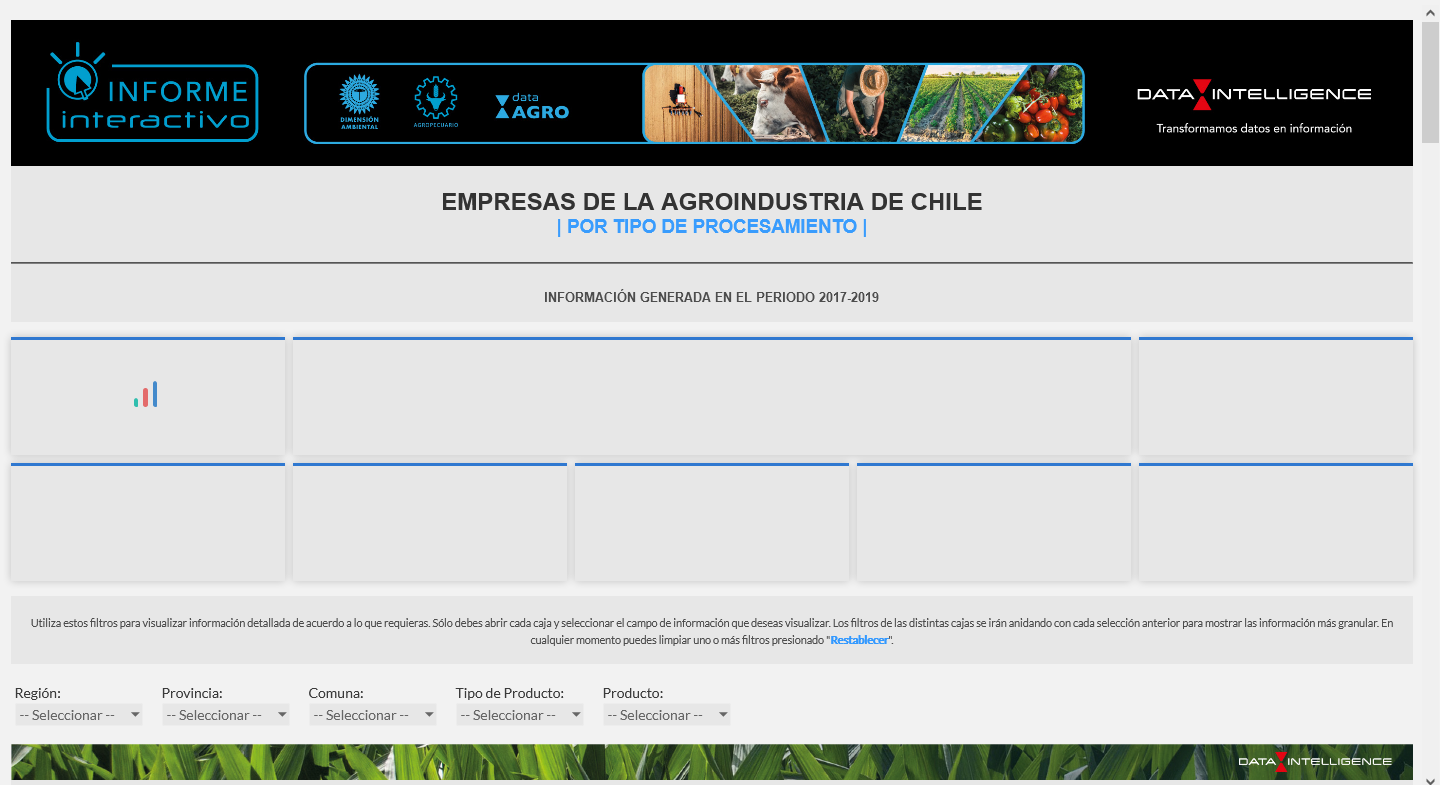 INFORME
interactivo
DIMENSIÓN
AMBIENTAL
AGROPECUARIO
data
AGRO
DATA INTELLIGENCE
Transformamos datos en información
EMPRESAS DE LA AGROINDUSTRIA DE CHILE
| POR TIPO DE PROCESAMIENTO |
INFORMACIÓN GENERADA EN EL PERIODO 2017-2019
Utiliza estos filtros para visualizar información detallada de acuerdo a lo que requieras. Sólo debes abrir cada caja y seleccionar el campo de información que deseas visualizar. Los filtros de las distintas cajas se irán anidando con cada selección anterior para mostrar las información más granular. En
cualquier momento puedes limpiar uno o más filtros presionado "Restablecer".
Región: Provincia: Comuna: Tipo de Producto: Producto:
-- Seleccionar -- -- Seleccionar -- -- Seleccionar -- -- Seleccionar -- -- Seleccionar --
DATA INTELLIGENCE